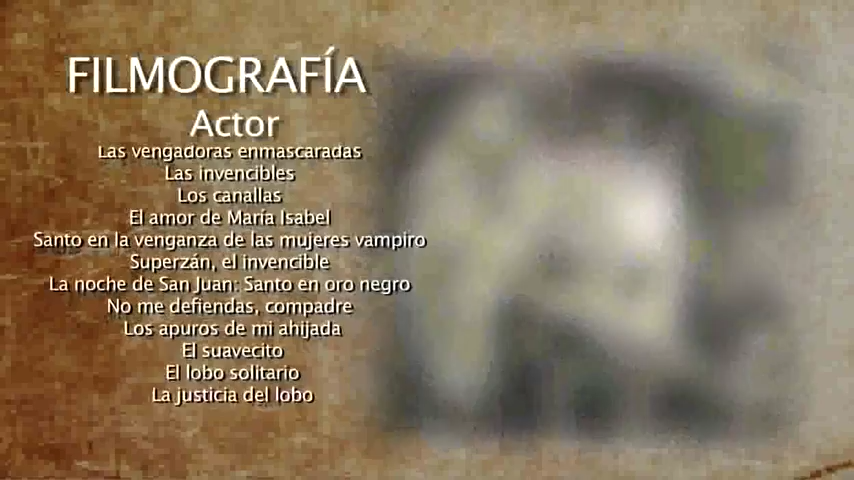 FILMOGRAFÍA
Actor
Las vengadoras enmascaradas
Las invencibles
Los canallas
El amor de María Isabel
Santo en la venganza de las mujeres vampiro
Superzán, el invencible
La noche de San Juan: Santo en oro negro
No me defiendas, compadre
Los apuros de mi ahijada
El suavecito
El lobo solitario
La justicia del lobo